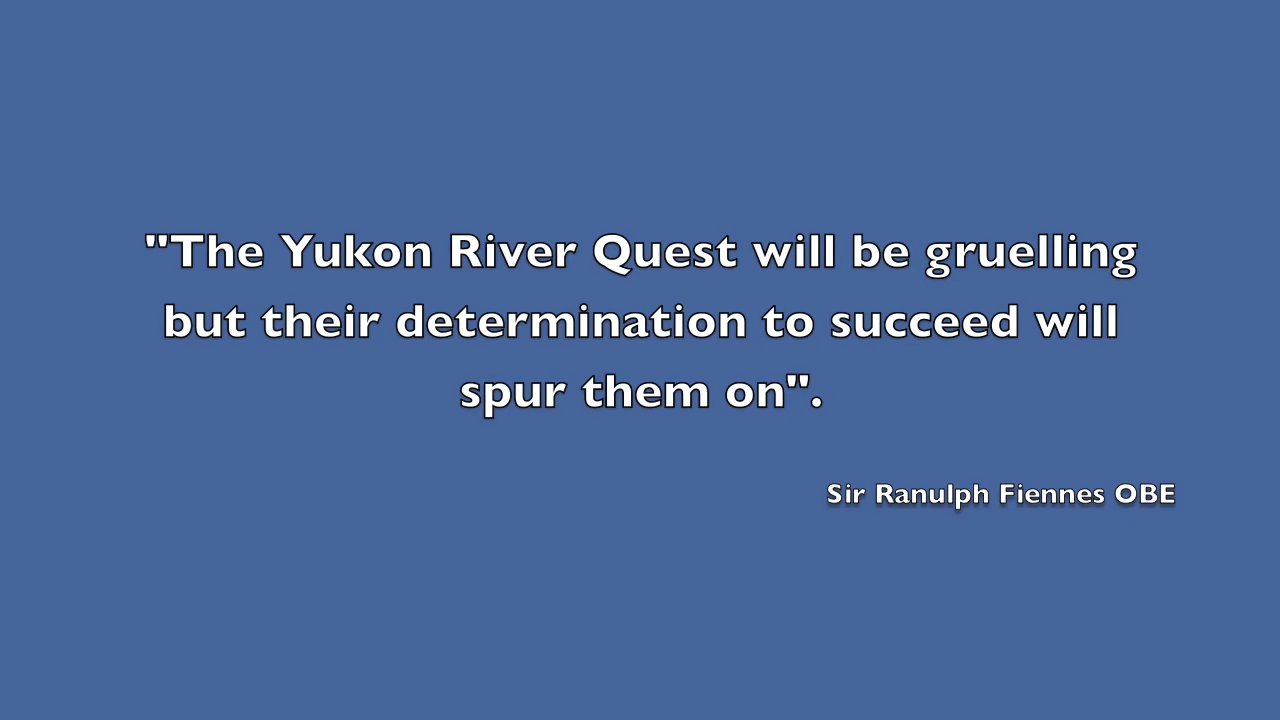 "The Yukon River Quest will be gruelling
but their determination to succeed will
spur them on".
Sir Ranulph Fiennes OBE